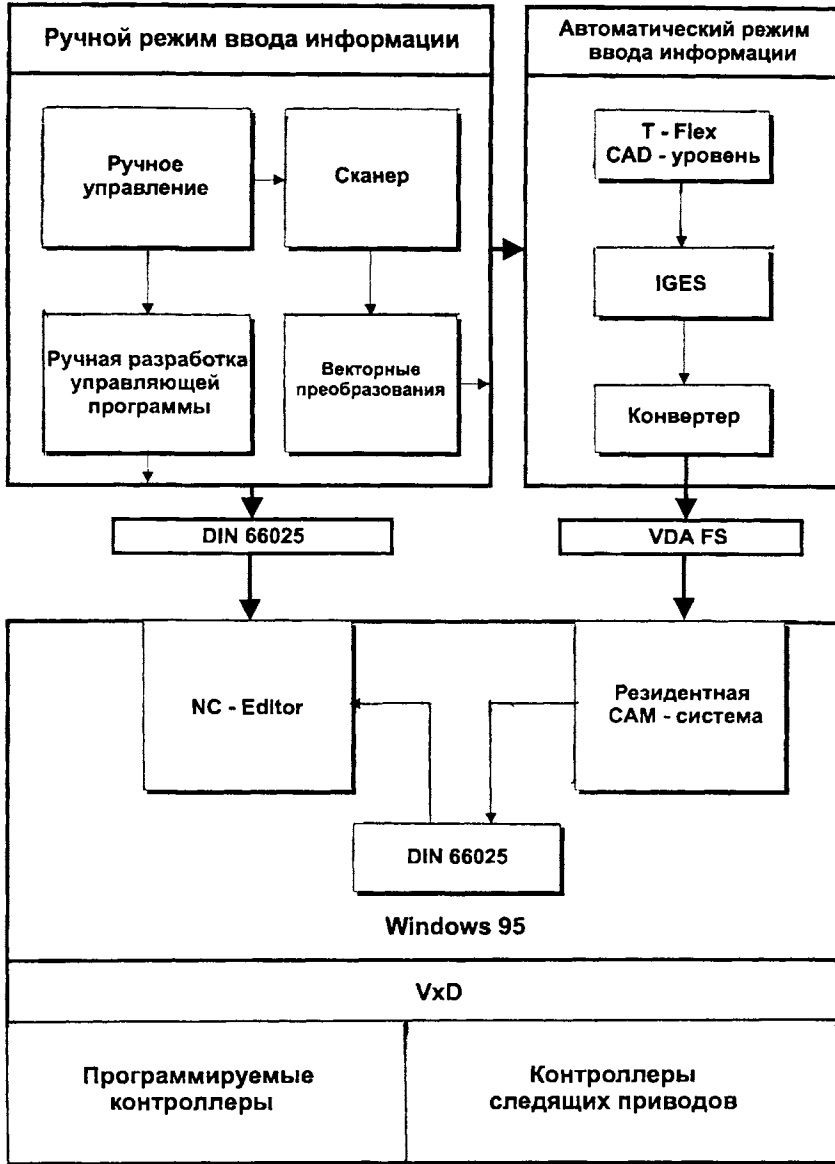 Ручной режим ввода информации
Автоматический режим
ввода информации
Ручное
управление
Сканер
Ручная разработка
управляющей
программы
Векторные
преобразования
T - Flex
CAD - уровень
IGES
Конвертер
DIN 66025
VDA FS
NC - Editor
Резидентная
CAM - система
DIN 66025
Windows 95
VxD
Программируемые
контроллеры
Контроллеры
следящих приводов